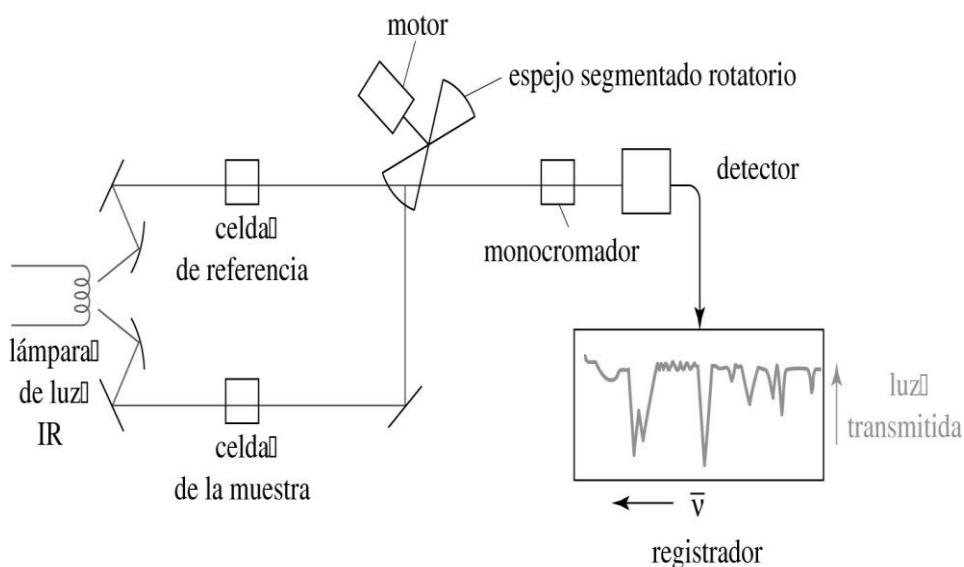 motor
espejo segmentado rotatorio
detector
celda▯
de referencia
monocromador
lámpara▯
de luz▯
IR
celda▯
de la muestra
luz▯
transmitida
ν̅
registrador